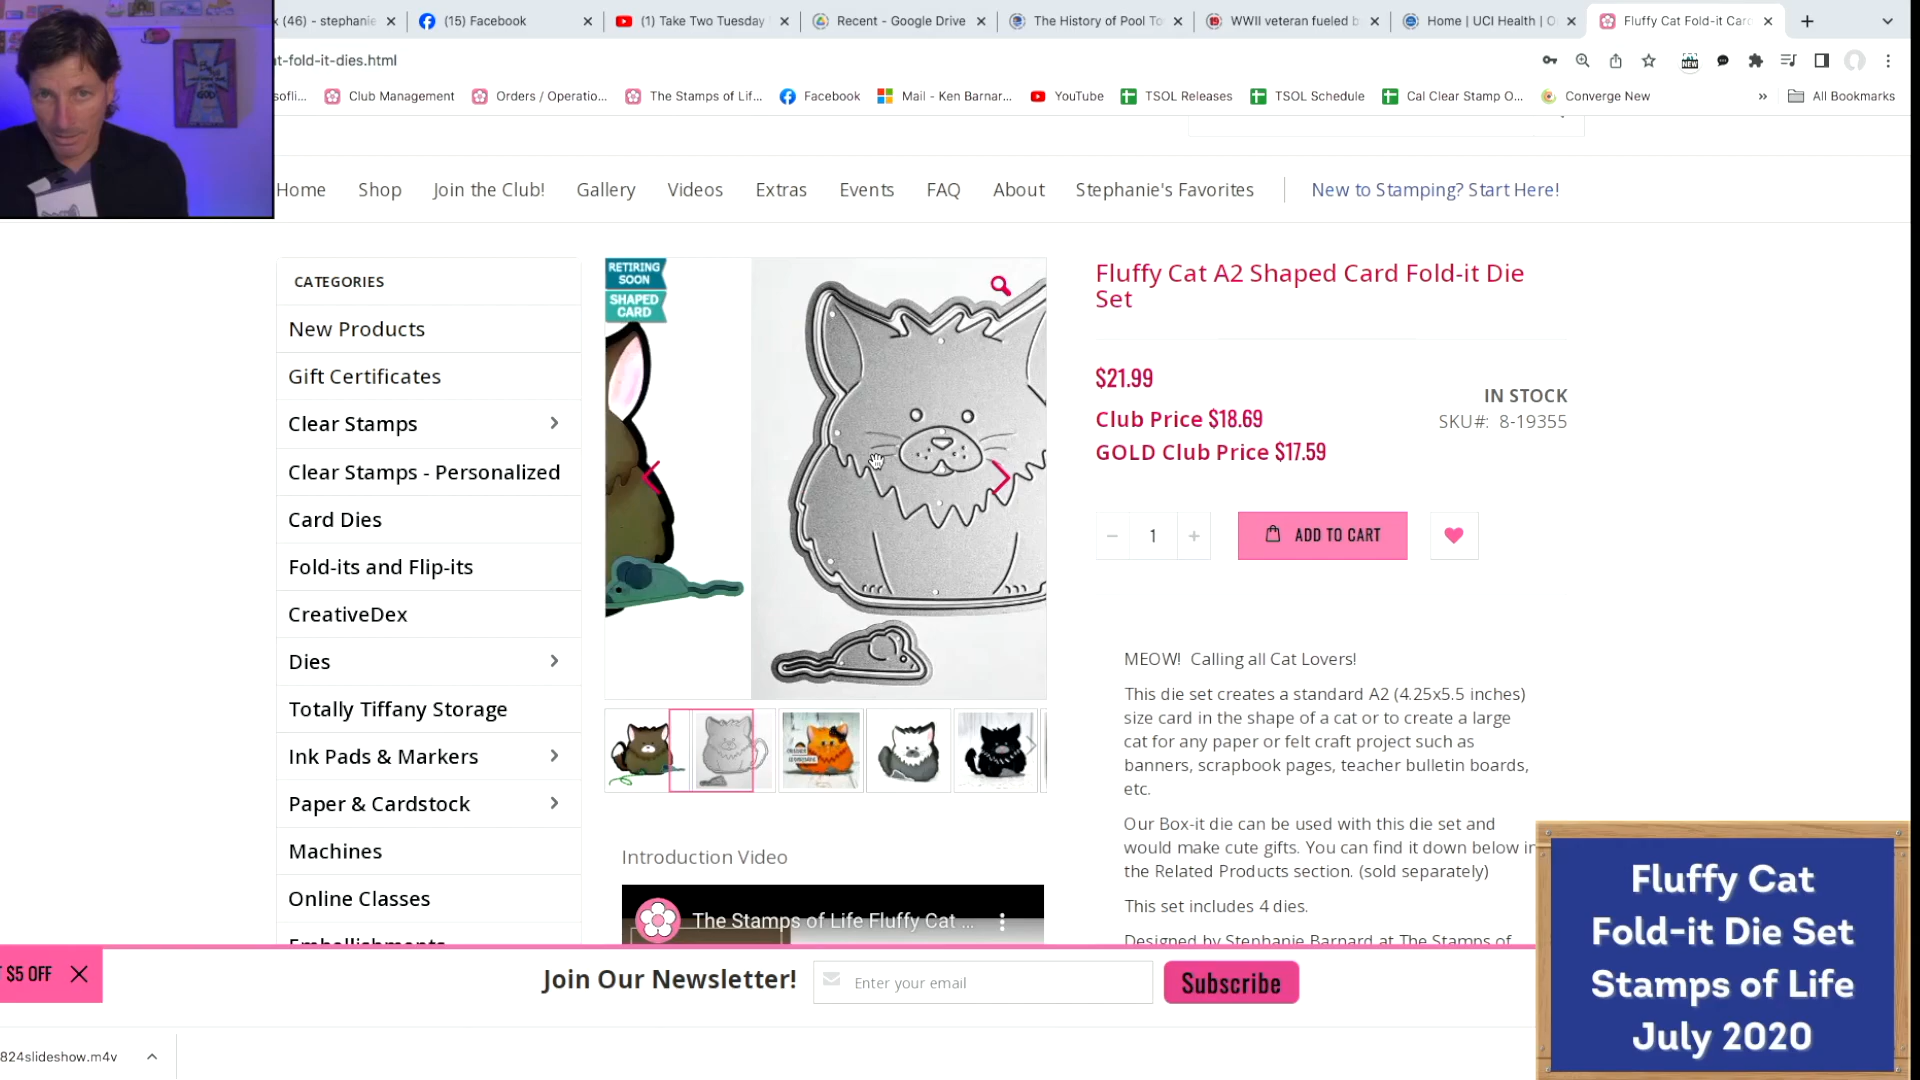 x (46) - stephanie
(15) Facebook
(1) Take Two Tuesday
Recent - Google Drive
The History of Pool To
WWII veteran fueled b
Home | UCI Health | O
Fluffy Cat Fold-it Card
t-fold-it-dies.html
sofli...
Club Management
Orders / Operatio...
The Stamps of Lif...
Facebook
Mail - Ken Barnar...
YouTube
TSOL Releases
TSOL Schedule
Cal Clear Stamp O...
Converge New
»
All Bookmarks
Home
Shop
Join the Club!
Gallery
Videos
Extras
Events
FAQ
About
Stephanie's Favorites
New to Stamping? Start Here!
CATEGORIES
New Products
Gift Certificates
Clear Stamps
Clear Stamps - Personalized
Card Dies
Fold-its and Flip-its
CreativeDex
Dies
Totally Tiffany Storage
Ink Pads & Markers
Paper & Cardstock
Machines
Online Classes
Embellishments
RETIRING
SOON
SHAPED
CARD
Introduction Video
The Stamps of Life Fluffy Cat ...
Fluffy Cat A2 Shaped Card Fold-it Die
Set
$21.99
Club Price $18.69
GOLD Club Price $17.59
IN STOCK
SKU#: 8-19355
1
ADD TO CART
MEOW! Calling all Cat Lovers!
This die set creates a standard A2 (4.25x5.5 inches)
size card in the shape of a cat or to create a large
cat for any paper or felt craft project such as
banners, scrapbook pages, teacher bulletin boards,
etc.
Our Box-it die can be used with this die set and
would make cute gifts. You can find it down below in
the Related Products section. (sold separately)
This set includes 4 dies.
Designed by Stephanie Barnard at The Stamps of
$5 OFF
Join Our Newsletter!
Enter your email
Subscribe
824slideshow.m4v
Fluffy Cat
Fold-it Die Set
Stamps of Life
July 2020